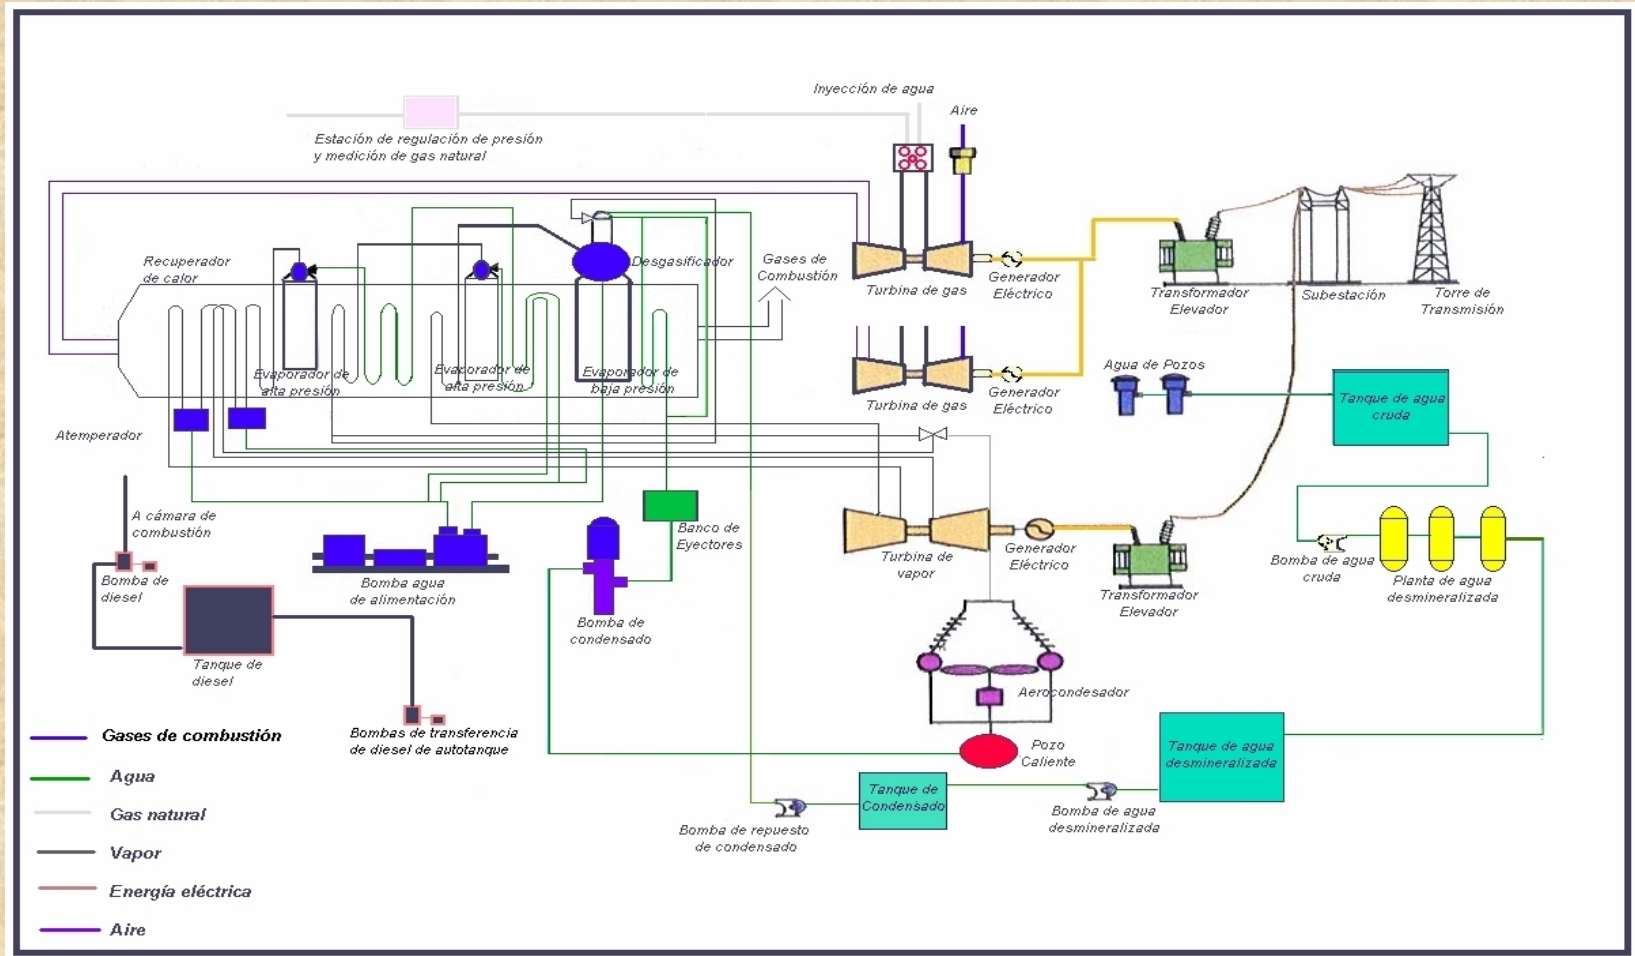 Inyección de agua
Aire
Estación de regulación de presión
y medición de gas natural
Recuperador
de calor
Desgasificador
Gases de
Combustión
Turbina de gas
Generador
Eléctrico
Transformador
Elevador
Subestación
Torre de
Transmisión
Evaporador de
alta presión
Evaporador de
alta presión
Evaporador de
baja presión
Turbina de gas
Generador
Eléctrico
Agua de Pozos
Tanque de agua
cruda
Atemperador
A cámara de
combustión
Bomba de
diesel
Bomba agua
de alimentación
Banco de
Eyectores
Bomba de
condensado
Turbina de
vapor
Generador
Eléctrico
Transformador
Elevador
Bomba de agua
cruda
Planta de agua
desmineralizada
Tanque de
diesel
Bombas de transferencia
de diesel de autotanque
Aerocondesador
Pozo
Caliente
Tanque de agua
desmineralizada
Tanque de
Condensado
Bomba de agua
desmineralizada
Bomba de repuesto
de condensado
Gases de combustión
Agua
Gas natural
Vapor
Energía eléctrica
Aire